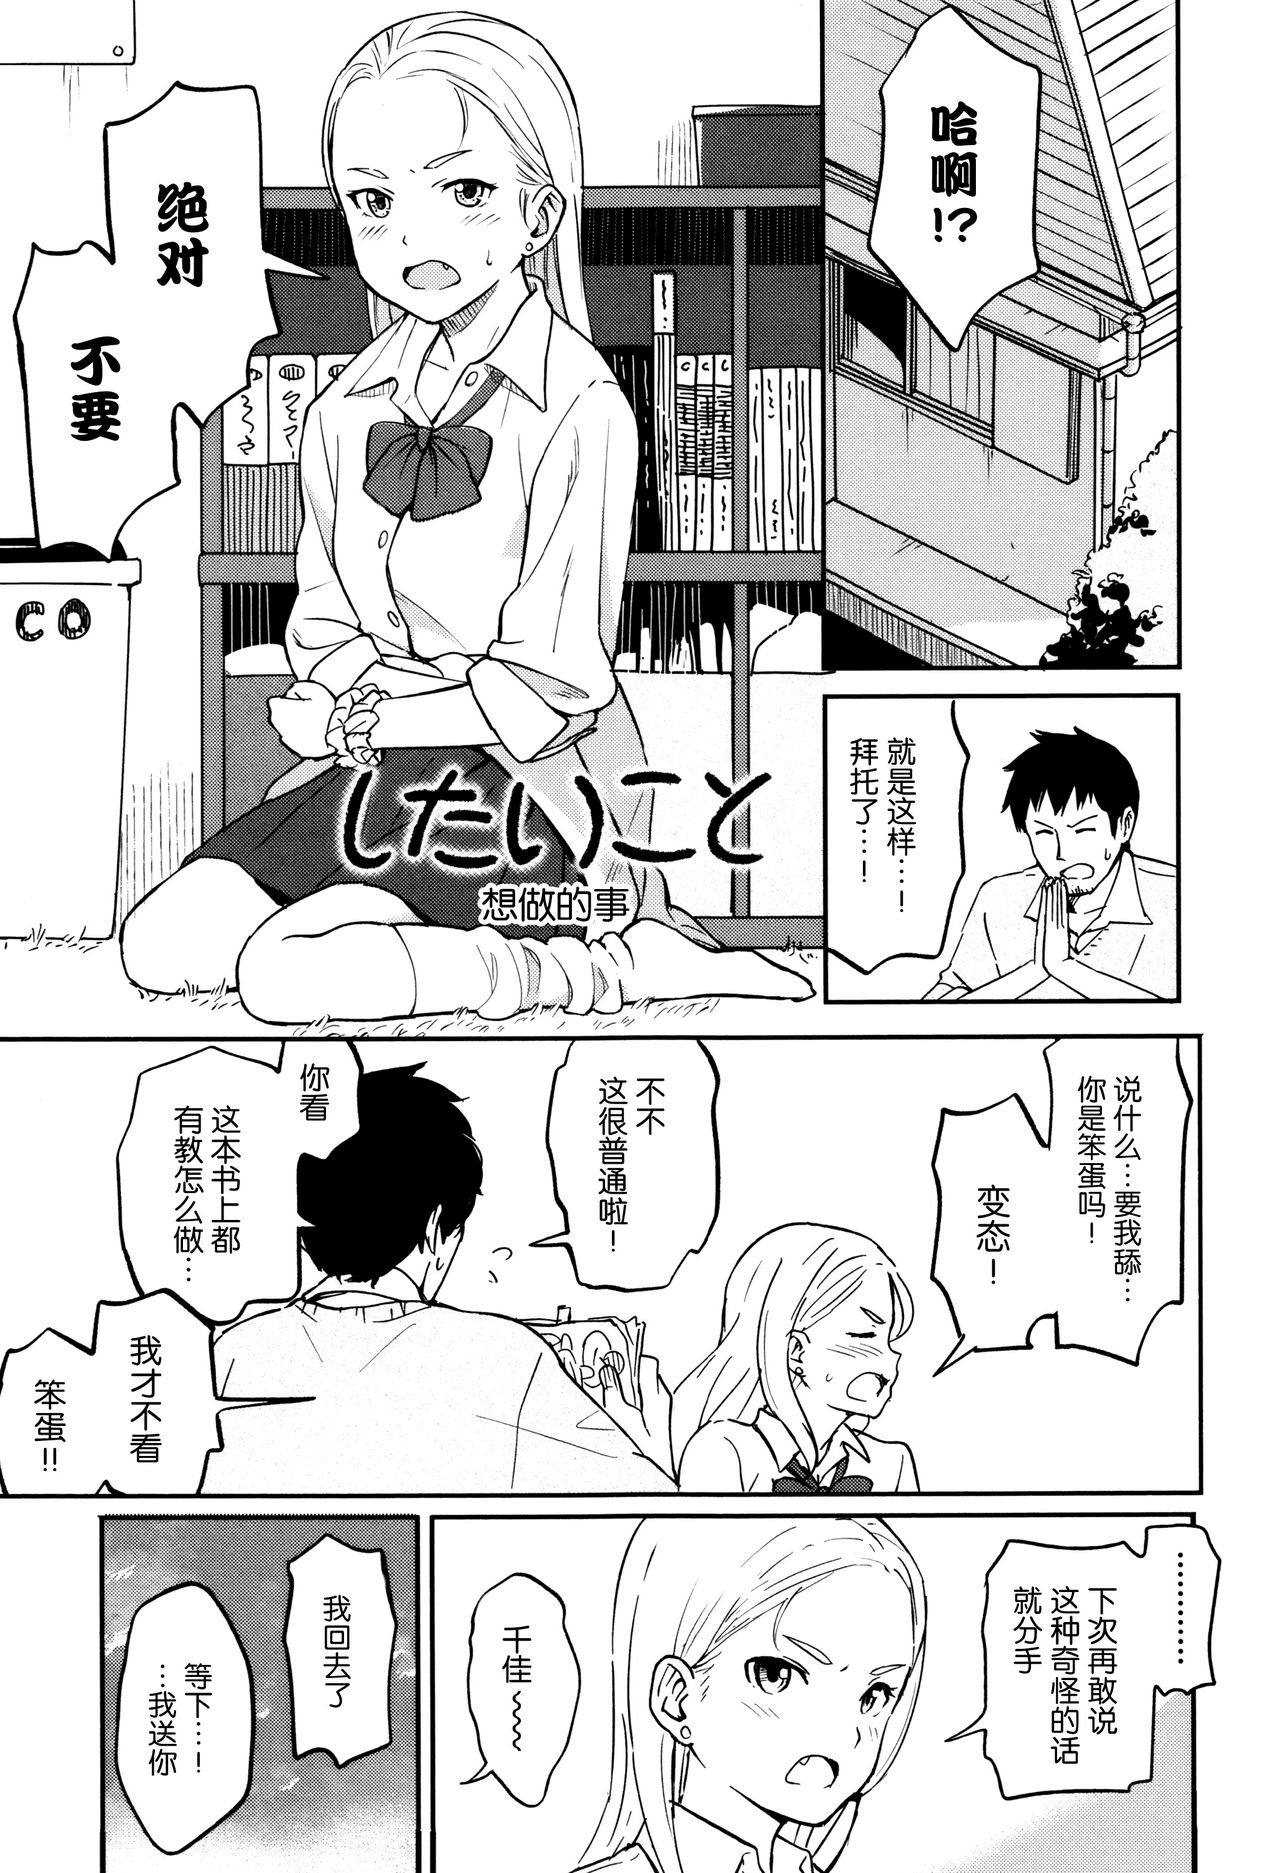 哈啊!?
绝对
不要
CO
したいこと
想做的事
就是这样…!
拜托了…!
说什么…要我舔…
你是笨蛋吗!
变态!
不不
这很普通啦!
你看
这本书上都
有教怎么做…
我才不看
笨蛋!!
………
下次再敢说
这种奇怪的话
就分手
千佳～～
我回去了
等下…!
…我送你